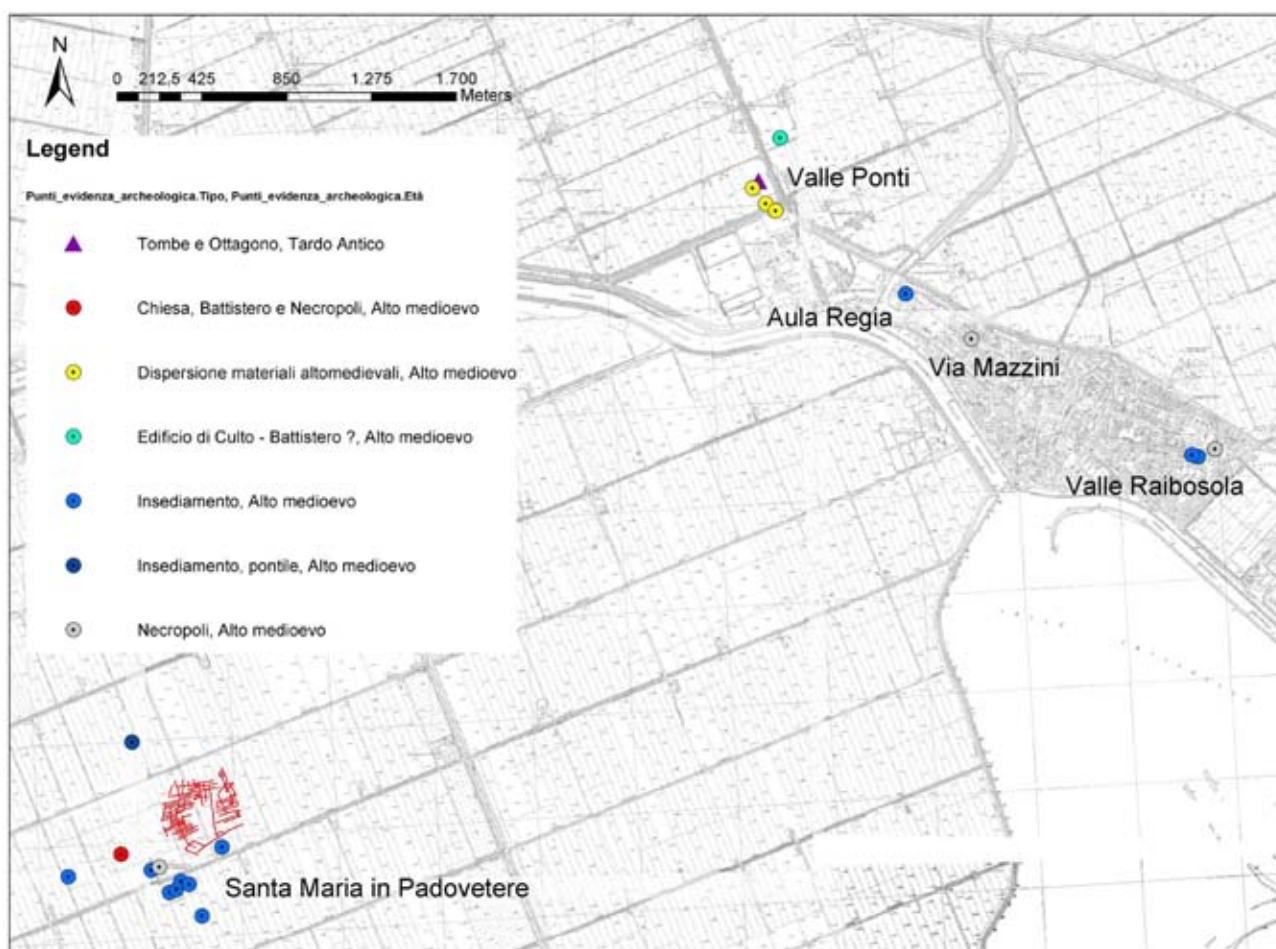 N
0 212,5 425 850 1.275 1.700
Meters
Legend
Punti_evidenza_archeologica.Tipo, Punti_evidenza_archeologica.Età
Tombe e Ottagono, Tardo Antico
Chiesa, Battistero e Necropoli, Alto medioevo
Dispersione materiali altomedievali, Alto medioevo
Edificio di Culto - Battistero ?, Alto medioevo
Insediamento, Alto medioevo
Insediamento, pontile, Alto medioevo
Necropoli, Alto medioevo
Valle Ponti
Aula Regia
Via Mazzini
Valle Raibosola
Santa Maria in Padovetere